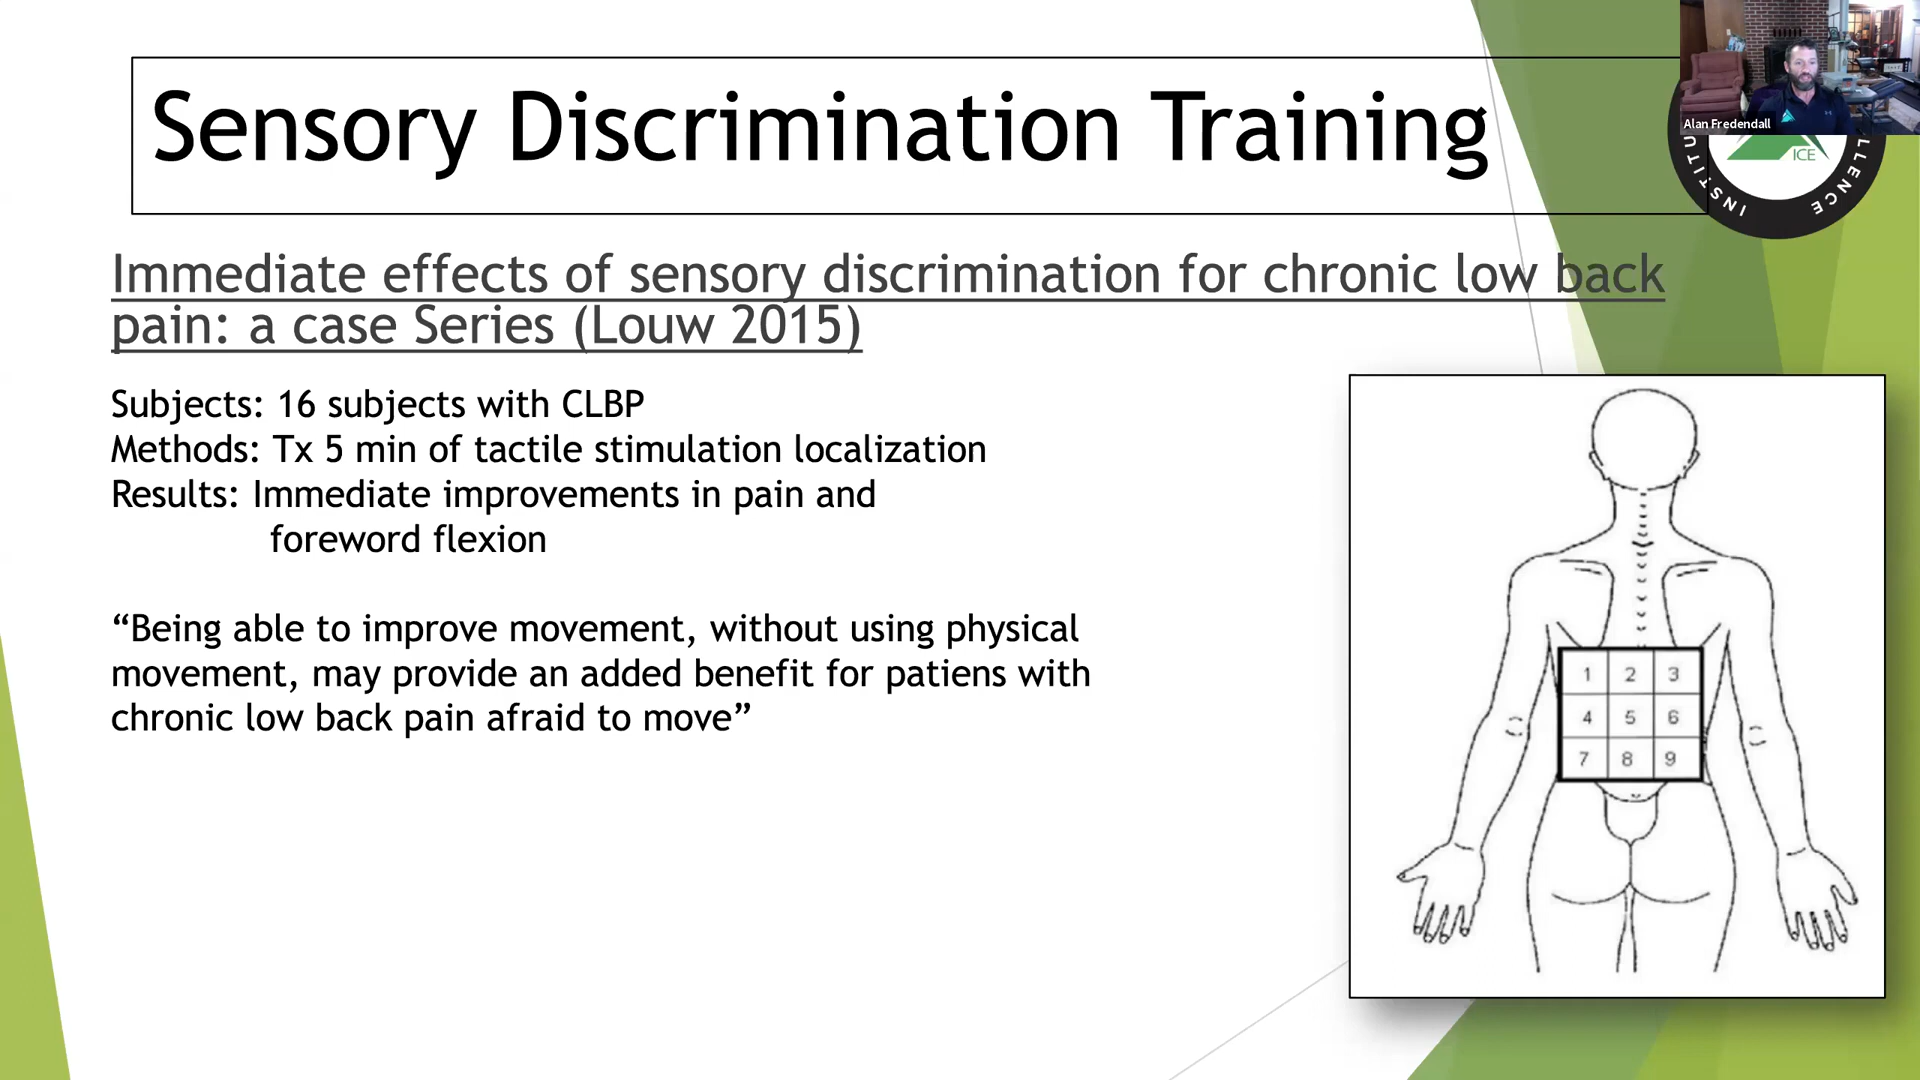 Sensory Discrimination Training
Alan Fredendall
ICE
INSTITU
LLENCE
Immediate effects of sensory discrimination for chronic low back
pain: a case Series (Louw 2015)
Subjects: 16 subjects with CLBP
Methods: Tx 5 min of tactile stimulation localization
Results: Immediate improvements in pain and
foreword flexion
“Being able to improve movement, without using physical
movement, may provide an added benefit for patiens with
chronic low back pain afraid to move”
1 2 3
4 5 6
7 8 9